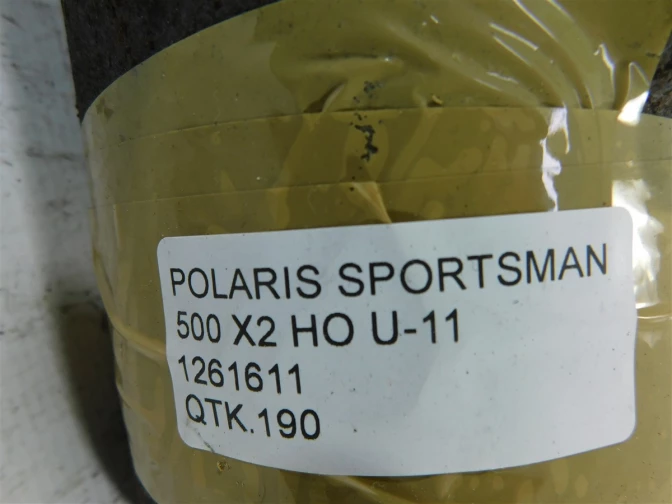 POLARIS SPORTSMAN
500 X2 HO U-11
1261611
QTK.190